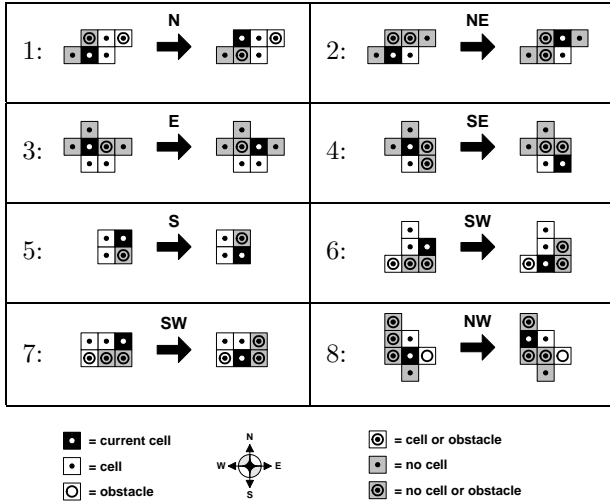 1: N
2: NE
3: E
4: SE
5: S
6: SW
7: SW
8: NW
= current cell
= cell
= obstacle
N
W E
S
= cell or obstacle
= no cell
= no cell or obstacle